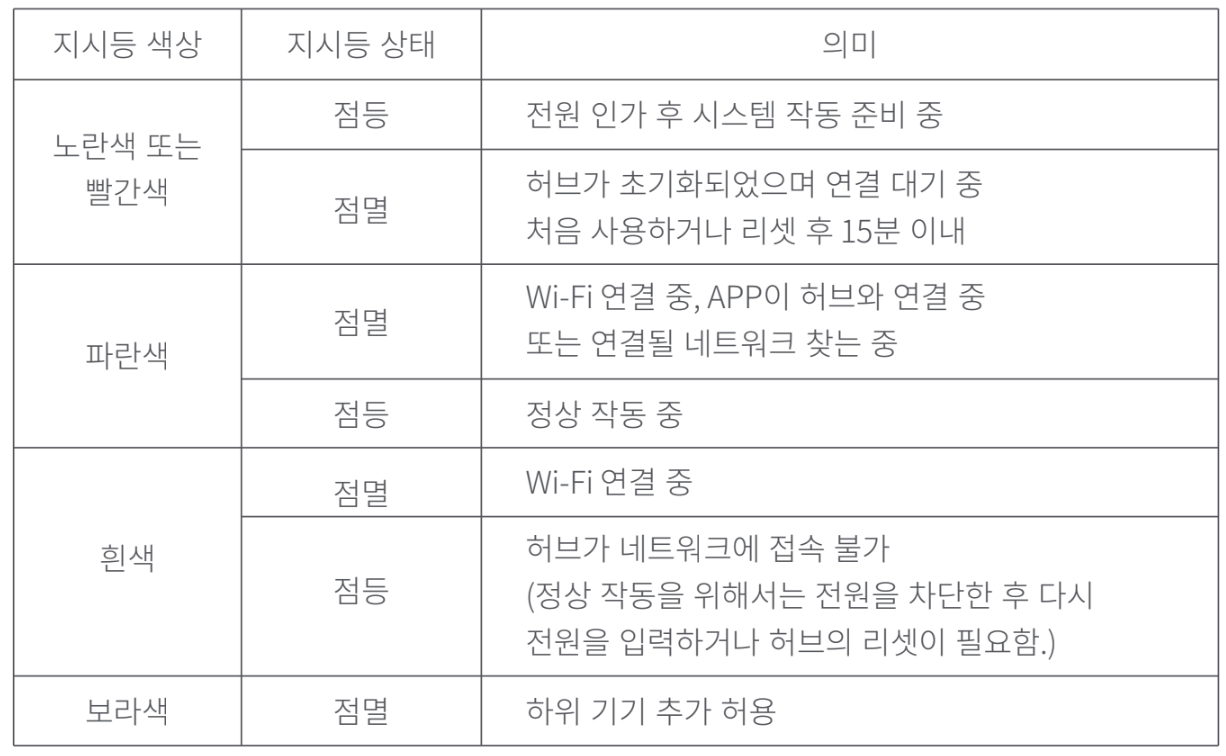 지시등 색상 지시등 상태 의미
노란색 또는
빨간색
점등 전원 인가 후 시스템 작동 준비 중
점멸 허브가 초기화되었으며 연결 대기 중
처음 사용하거나 리셋 후 15분 이내
파란색
점멸 Wi-Fi 연결 중, APP이 허브와 연결 중
또는 연결될 네트워크 찾는 중
점등 정상 작동 중
흰색
점멸 Wi-Fi 연결 중
점등 허브가 네트워크에 접속 불가
(정상 작동을 위해서는 전원을 차단한 후 다시
전원을 입력하거나 허브의 리셋이 필요함.)
보라색 점멸 하위 기기 추가 허용